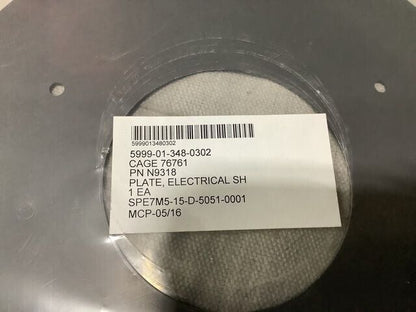 5999013480302
5999-01-348-0302
CAGE 76761
PN N9318
PLATE, ELECTRICAL SH
1 EA
SPE7M5-15-D-5051-0001
MCP-05/16